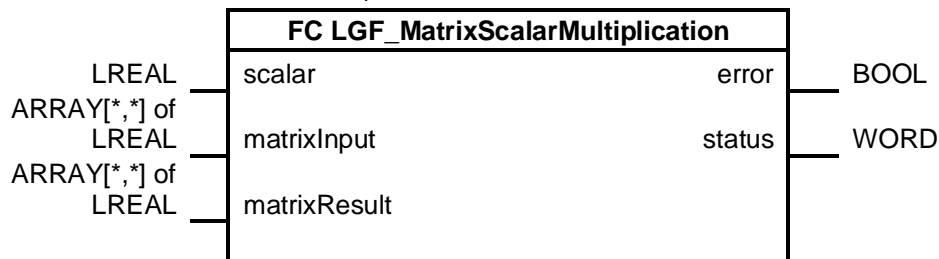 FC LGF_MatrixScalarMultiplication
LREAL scalar error BOOL
ARRAY[*,*] of
LREAL matrixInput status WORD
ARRAY[*,*] of
LREAL matrixResult